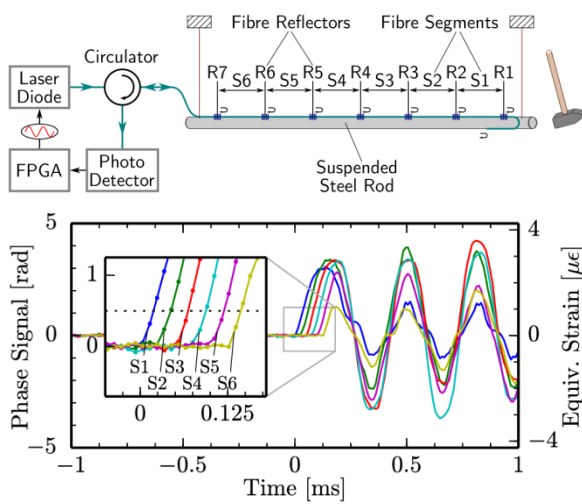 Fibre Reflectors
Fibre Segments
Circulator
Laser
Diode
R7 S6 R6 S5 R5 S4 R4 S3 R3 S2 R2 S1 R1
FPGA
Photo
Detector
Suspended
Steel Rod
Phase Signal [rad]
5
0
-5
1
0
S1 S3 S5
S2 S4 S6
0 0.125
4
0
−4
Equiv. Strain [με]
−1 −0.5 0 0.5 1
Time [ms]